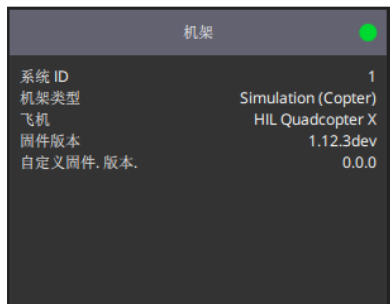 机架
系统 ID 1
机架类型 Simulation (Copter)
飞机 HIL Quadcopter X
固件版本 1.12.3dev
自定义固件. 版本. 0.0.0